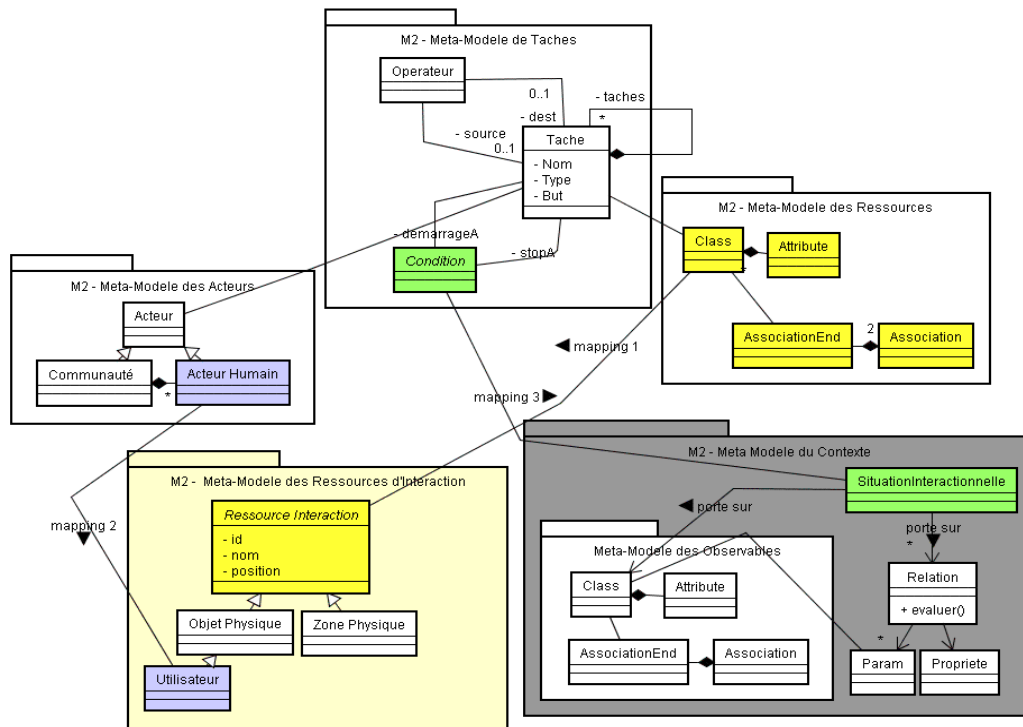 M2 - Meta-Modele de Taches
Operateur
0..1
- dest
- taches
*
- source
0..1
Tache
- Nom
- Type
- But
- demarrageA
- stopA
Condition
M2 - Meta-Modele des Ressources
Class
Attribute
*
AssociationEnd
2
Association
M2 - Meta-Modele des Acteurs
Acteur
Communauté
*
Acteur Humain
mapping 1
mapping 3
mapping 2
M2 - Meta-Modele des Ressources d'Interaction
Ressource Interaction
- id
- nom
- position
Objet Physique
Zone Physique
Utilisateur
M2 - Meta Modele du Contexte
SituationInteractionnelle
porte sur
porte sur
*
Meta-Modele des Observables
Class
Attribute
AssociationEnd
Association
Relation
+ evaluer()
*
Param
Propriete